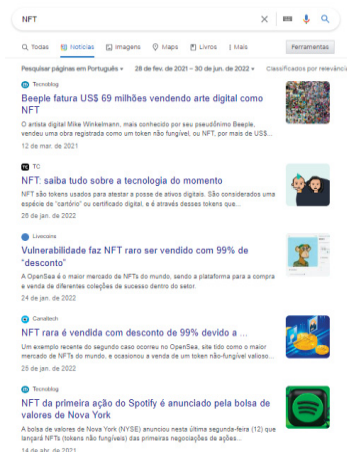 NFT
Todas Notícias Imagens Maps Livros Mais Ferramentas
Pesquisar páginas em Português 28 de fev. de 2021 – 30 de jun. de 2022 Classificados por relevância
Tecnoblog
Beeple fatura US$ 69 milhões vendendo arte digital como
NFT
O artista digital Mike Winkelmann, mais conhecido por seu pseudônimo Beeple,
vendeu uma obra registrada como um token não fungível, ou NFT, por mais de US$...
12 de mar. de 2021
TC
NFT: saiba tudo sobre a tecnologia do momento
NFT são tokens usados para atestar a posse de ativos digitais. São considerados uma
espécie de "cartório" ou certificado digital, e é através desses tokens que...
26 de jan. de 2022
Livecoins
Vulnerabilidade faz NFT raro ser vendido com 99% de
"desconto"
A OpenSea é o maior mercado de NFTs do mundo, sendo a plataforma para a compra
e venda de diferentes coleções de sucesso dentro do setor.
24 de jan. de 2022
Canaltech
NFT rara é vendida com desconto de 99% devido a ...
Um exemplo recente do segundo caso ocorreu no OpenSea, site tido como o maior
mercado de NFTs do mundo, e ocasionou a venda de um token não-fungível valioso...
25 de jan. de 2022
Tecnoblog
NFT da primeira ação do Spotify é anunciado pela bolsa de
valores de Nova York
A bolsa de valores de Nova York (NYSE) anunciou nesta última segunda-feira (12) que
lançará NFTs (tokens não fungíveis) das primeiras negociações de ações...
14 de abr. de 2021